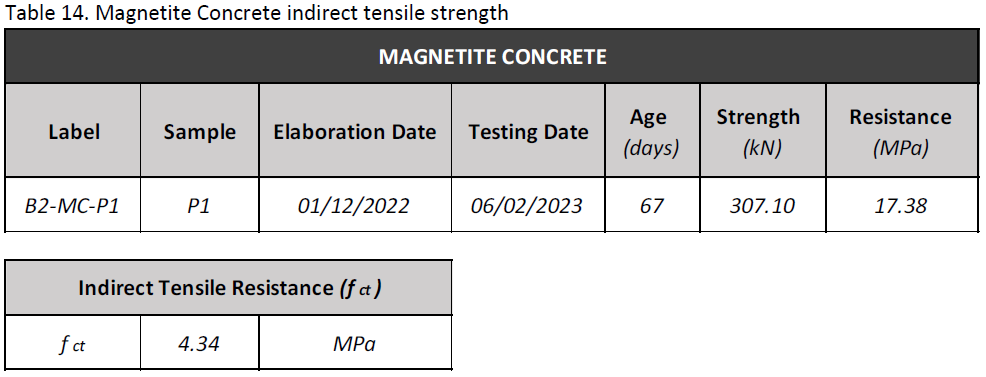 Table 14. Magnetite Concrete indirect tensile strength
MAGNETITE CONCRETE
Label Sample Elaboration Date Testing Date Age (days) Strength (kN) Resistance (MPa)
B2-MC-P1 P1 01/12/2022 06/02/2023 67 307.10 17.38
Indirect Tensile Resistance (f ct )
f ct 4.34 MPa